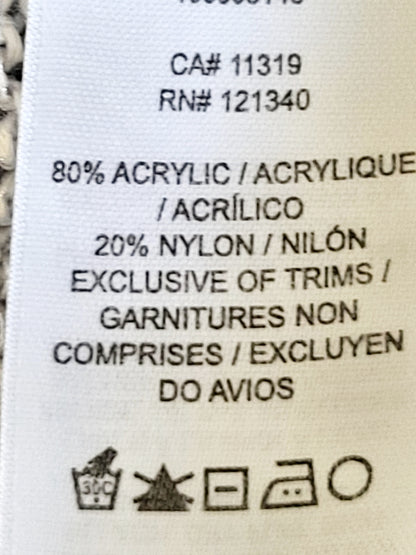 CA# 11319
RN# 121340
80% ACRYLIC / ACRYLIQUE
/ ACRÍLICO
20% NYLON / NILÓN
EXCLUSIVE OF TRIMS /
GARNITURES NON
COMPRISES / EXCLUYEN
DO AVIOS
30C